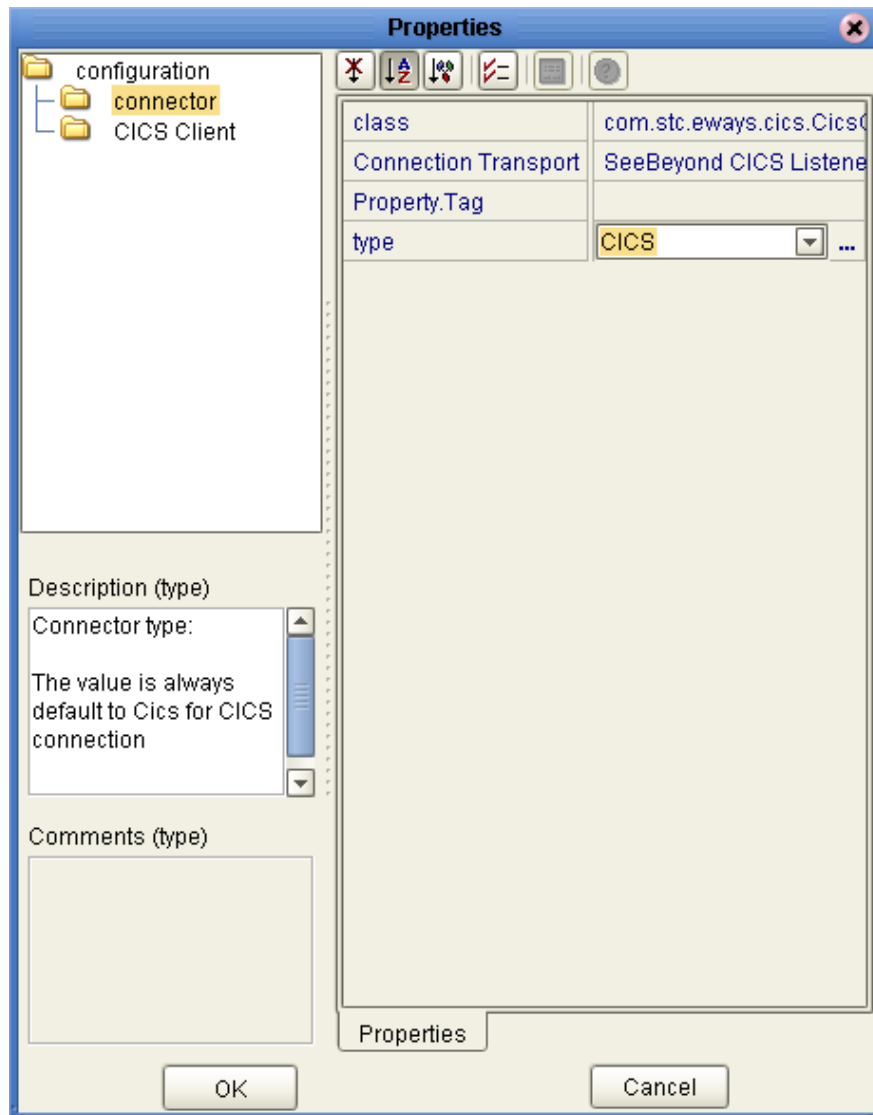 Properties
configuration
connector
CICS Client
class com.stc.eways.cics.Cics
Connection Transport SeeBeyond CICS Listene
Property.Tag
type CICS ...
Description (type)
Connector type:
The value is always
default to Cics for CICS
connection
Comments (type)
Properties
OK Cancel